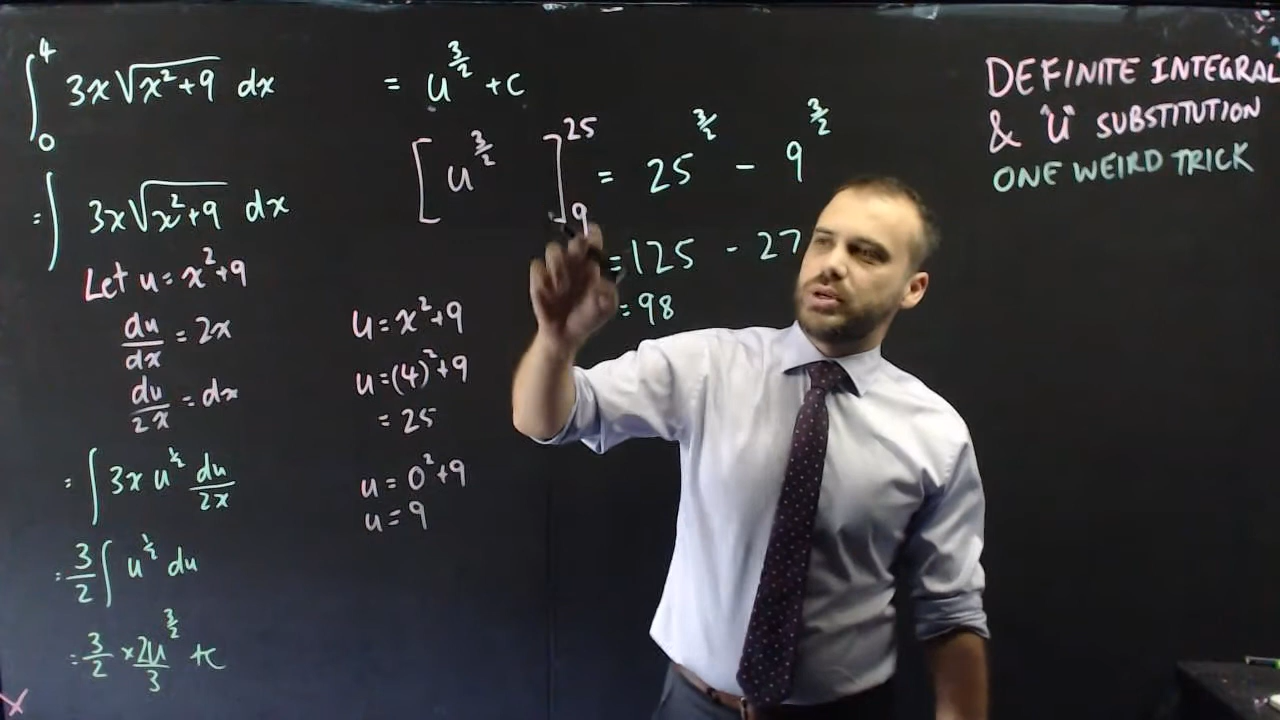 ∫₀⁴ 3x√(x²+9) dx
= ∫ 3x√(x²+9) dx
Let u = x²+9
du/dx = 2x
du/2x = dx
= ∫ 3x u^½ du/2x
= 3/2 ∫ u^½ du
= 3/2 × 2u^(3/2)/3 + c
= u^(3/2) + c
[u^(3/2)]₉²⁵ = 25^(3/2) - 9^(3/2)
= 125 - 27
= 98
u = x²+9
u = (4)²+9
= 25
u = 0²+9
u = 9
DEFINITE INTEGRAL
& "U" SUBSTITUTION
ONE WEIRD TRICK